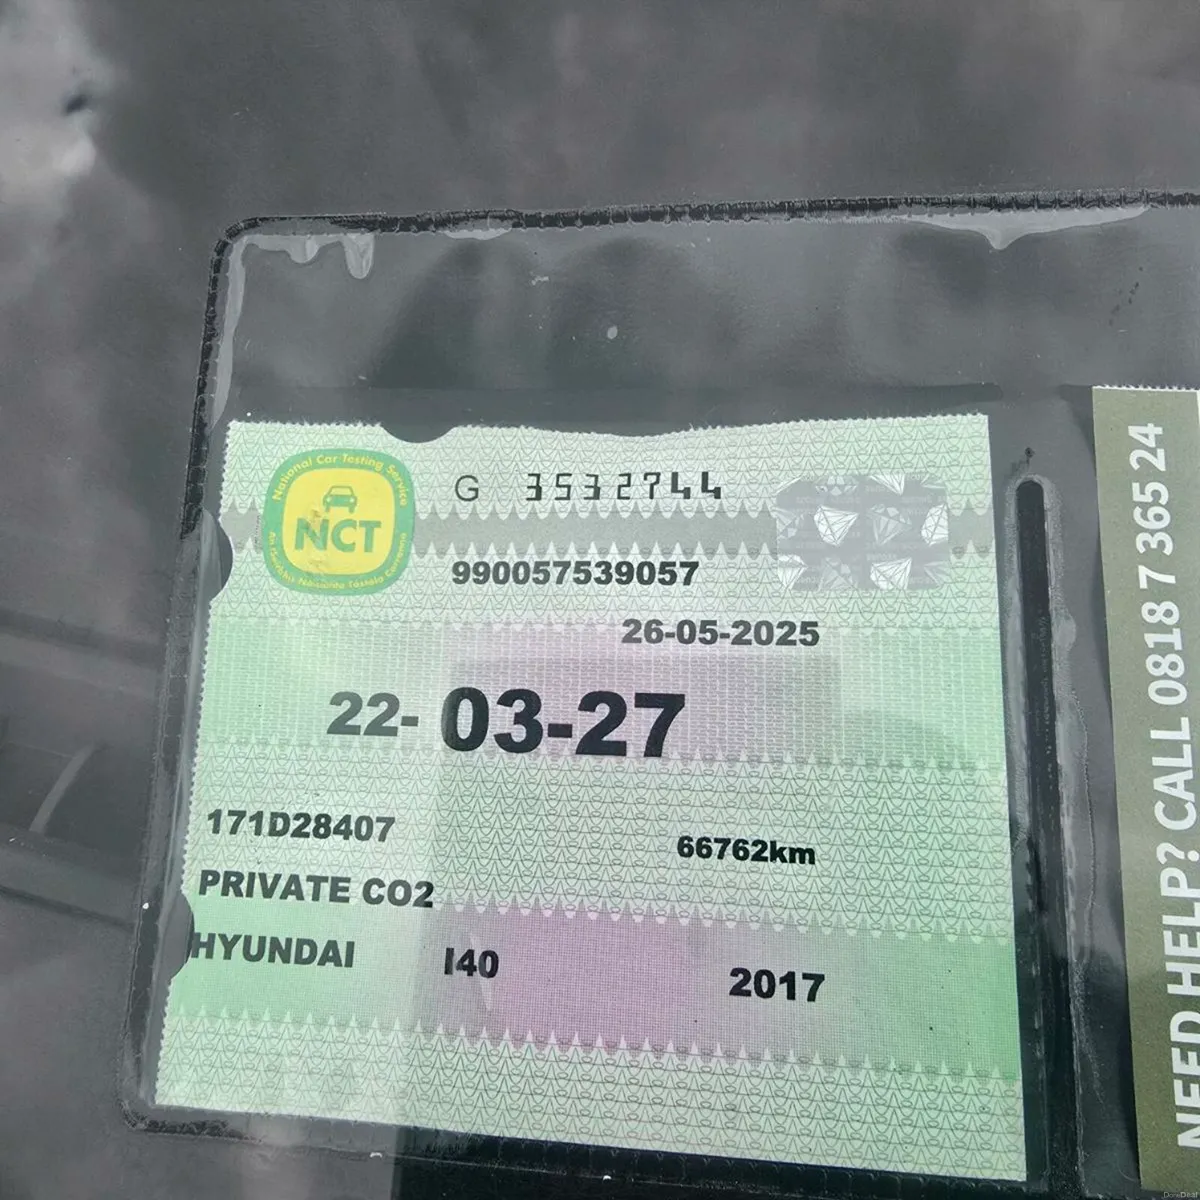 National Car Testing Service
NCT
An tSeirbhís Náisiúnta Tástála Carranna
G 3532744
990057539057
26-05-2025
22- 03-27
171D28407
66762km
PRIVATE CO2
HYUNDAI I40 2017
NEED HELP? CALL 0818 7 365 24
DoneDeal